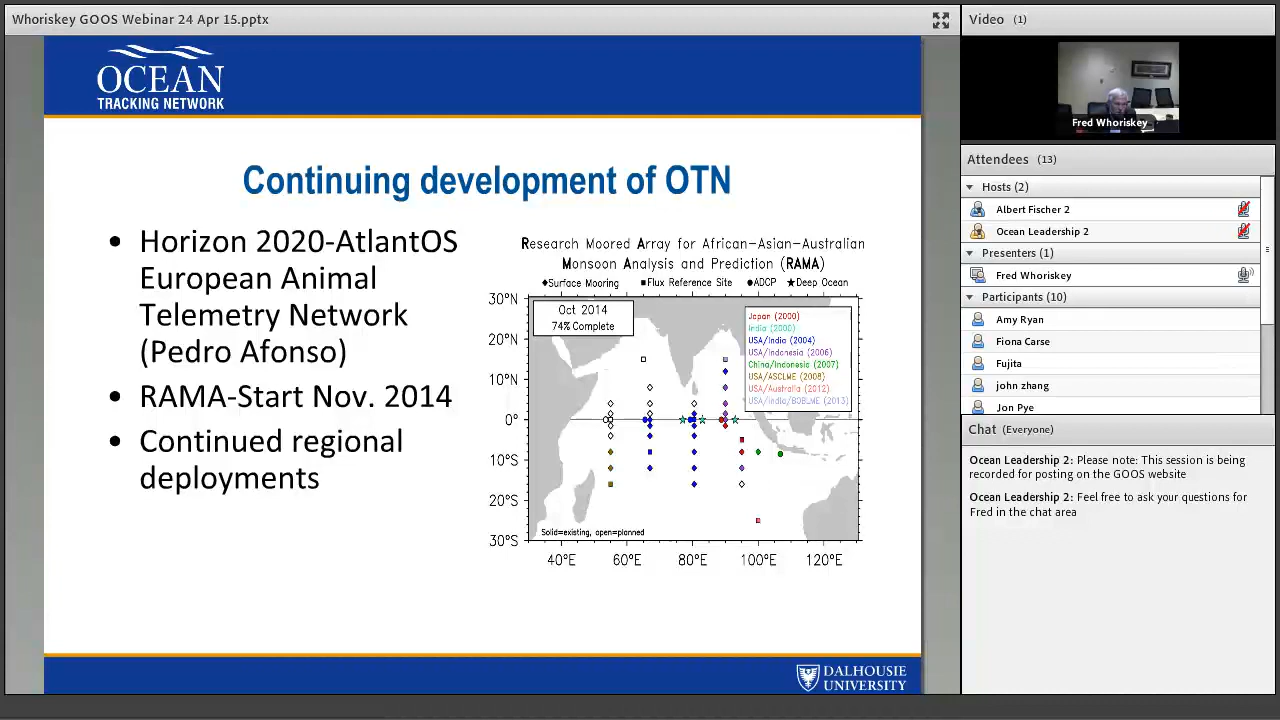 Whoriskey GOOS Webinar 24 Apr 15.pptx
OCEAN
TRACKING NETWORK
Continuing development of OTN
• Horizon 2020-AtlantOS
European Animal
Telemetry Network
(Pedro Afonso)
• RAMA-Start Nov. 2014
• Continued regional
deployments
Research Moored Array for African-Asian-Australian
Monsoon Analysis and Prediction (RAMA)
Surface Mooring Flux Reference Site ADCP Deep Ocean
30°N
20°N
10°N
0°
10°S
20°S
30°S
Oct 2014
74% Complete
Japan (2000)
India (2000)
USA/India (2004)
USA/Indonesia (2006)
China/Indonesia (2007)
USA/ASCLME (2008)
USA/Australia (2012)
USA/India/BOBLME (2013)
Solid=existing, open=planned
40°E 60°E 80°E 100°E 120°E
DALHOUSIE
UNIVERSITY
Video (1)
Fred Whoriskey
Attendees (13)
Hosts (2)
Albert Fischer 2
Ocean Leadership 2
Presenters (1)
Fred Whoriskey
Participants (10)
Amy Ryan
Fiona Carse
Fujita
john zhang
Jon Pye
Chat (Everyone)
Ocean Leadership 2: Please note: This session is being
recorded for posting on the GOOS website
Ocean Leadership 2: Feel free to ask your questions for
Fred in the chat area